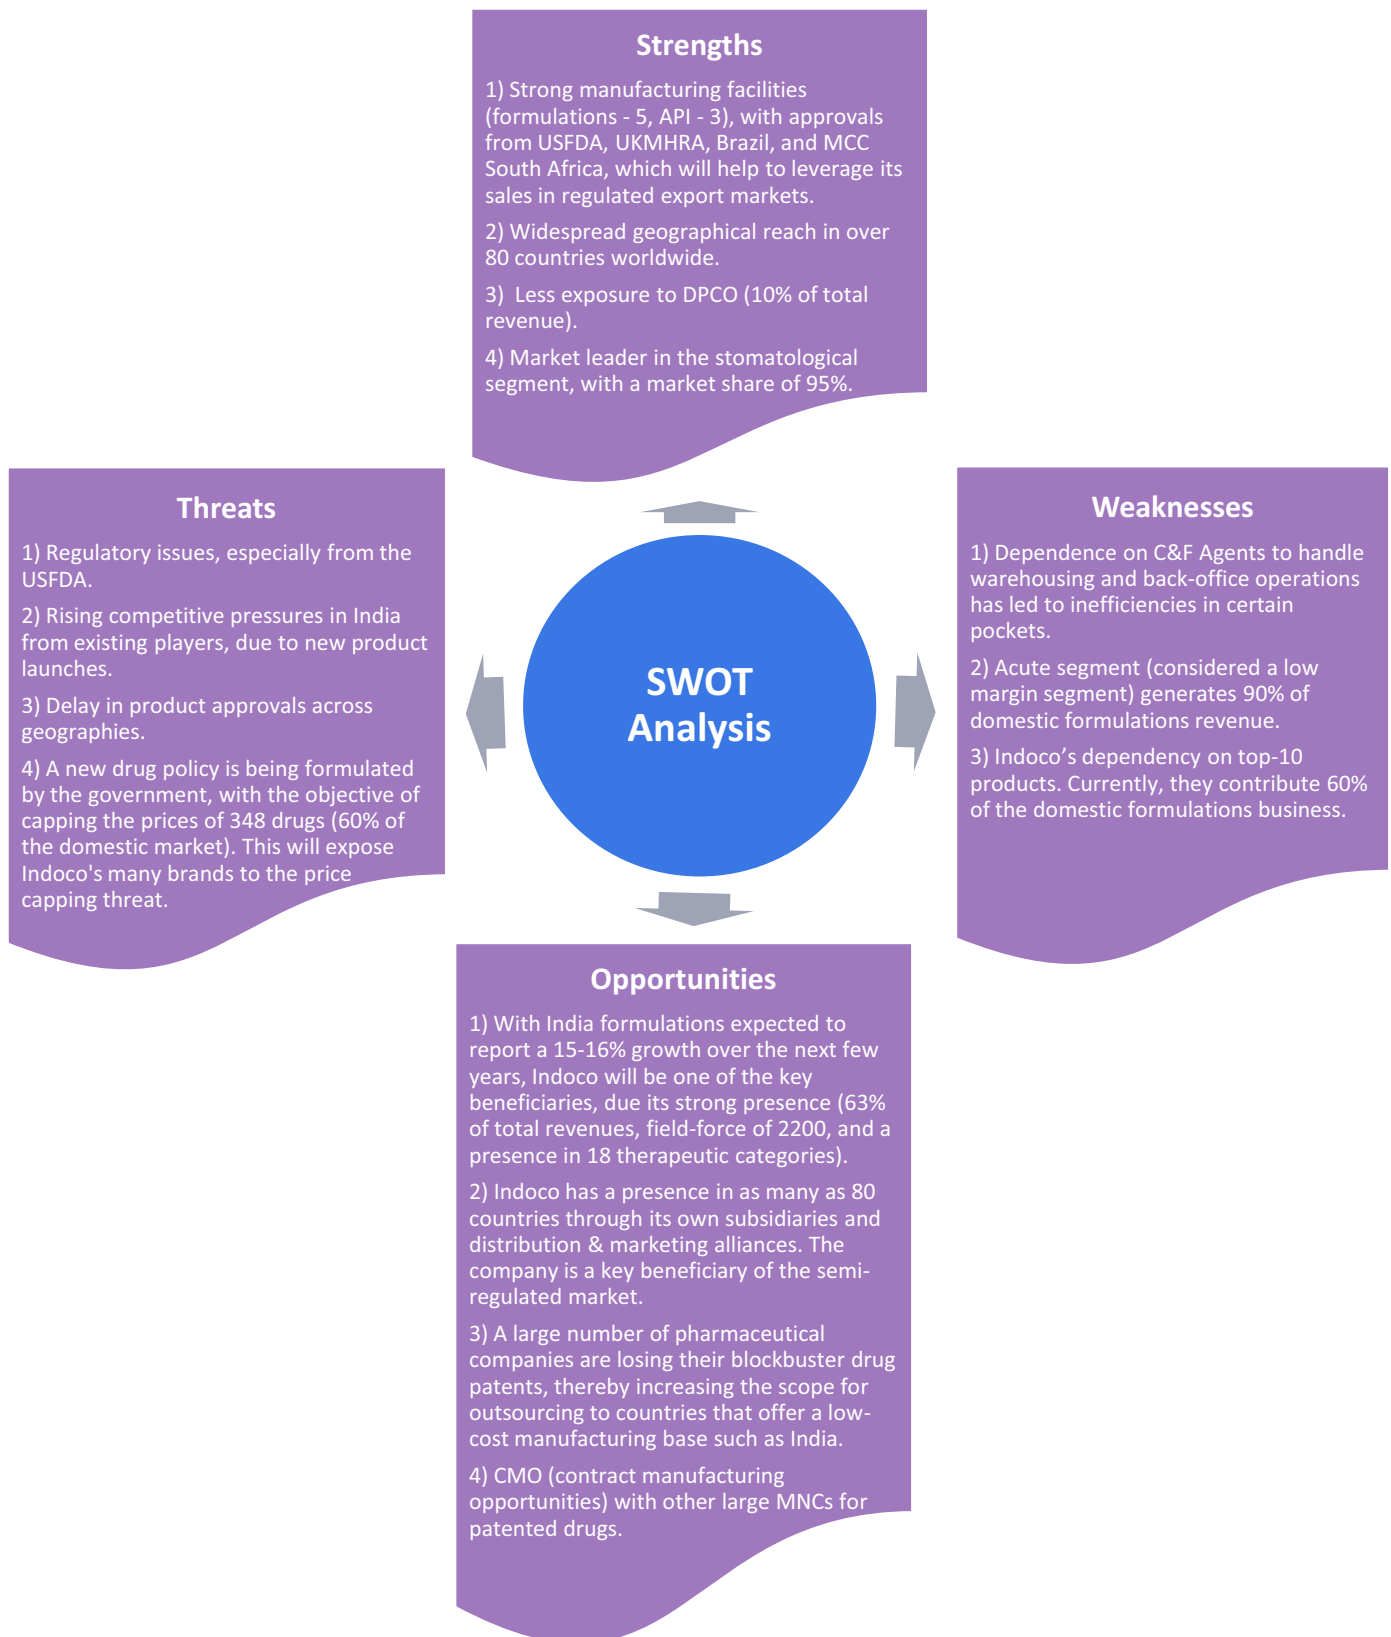 Strengths
1) Strong manufacturing facilities
(formulations - 5, API - 3), with approvals
from USFDA, UKMHRA, Brazil, and MCC
South Africa, which will help to leverage its
sales in regulated export markets.
2) Widespread geographical reach in over
80 countries worldwide.
3)  Less exposure to DPCO (10% of total
revenue).
4) Market leader in the stomatological
segment, with a market share of 95%.
Threats
1) Regulatory issues, especially from the
USFDA.
2) Rising competitive pressures in India
from existing players, due to new product
launches.
3) Delay in product approvals across
geographies.
4) A new drug policy is being formulated
by the government, with the objective of
capping the prices of 348 drugs (60% of
the domestic market). This will expose
Indoco's many brands to the price
capping threat.
SWOT
Analysis
Weaknesses
1) Dependence on C&F Agents to handle
warehousing and back-office operations
has led to inefficiencies in certain
pockets.
2) Acute segment (considered a low
margin segment) generates 90% of
domestic formulations revenue.
3) Indoco’s dependency on top-10
products. Currently, they contribute 60%
of the domestic formulations business.
Opportunities
1) With India formulations expected to
report a 15-16% growth over the next few
years, Indoco will be one of the key
beneficiaries, due its strong presence (63%
of total revenues, field-force of 2200, and a
presence in 18 therapeutic categories).
2) Indoco has a presence in as many as 80
countries through its own subsidiaries and
distribution & marketing alliances. The
company is a key beneficiary of the semi-
regulated market.
3) A large number of pharmaceutical
companies are losing their blockbuster drug
patents, thereby increasing the scope for
outsourcing to countries that offer a low-
cost manufacturing base such as India.
4) CMO (contract manufacturing
opportunities) with other large MNCs for
patented drugs.